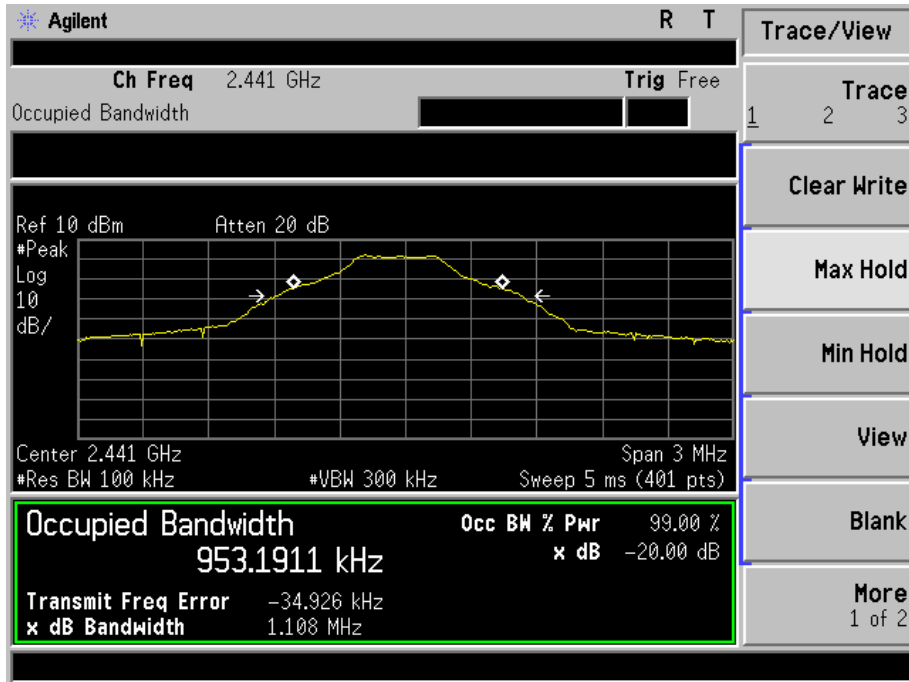 Agilent R T
Trace/View
Ch Freq 2.441 GHz Trig Free
Occupied Bandwidth
Trace
1 2 3
Clear Write
Max Hold
Min Hold
View
Blank
More
1 of 2
Ref 10 dBm Atten 20 dB
#Peak
Log
10
dB/
Center 2.441 GHz Span 3 MHz
#Res BW 100 kHz #VBW 300 kHz Sweep 5 ms (401 pts)
Occupied Bandwidth Occ BW % Pwr 99.00 %
953.1911 kHz x dB -20.00 dB
Transmit Freq Error -34.926 kHz
x dB Bandwidth 1.108 MHz